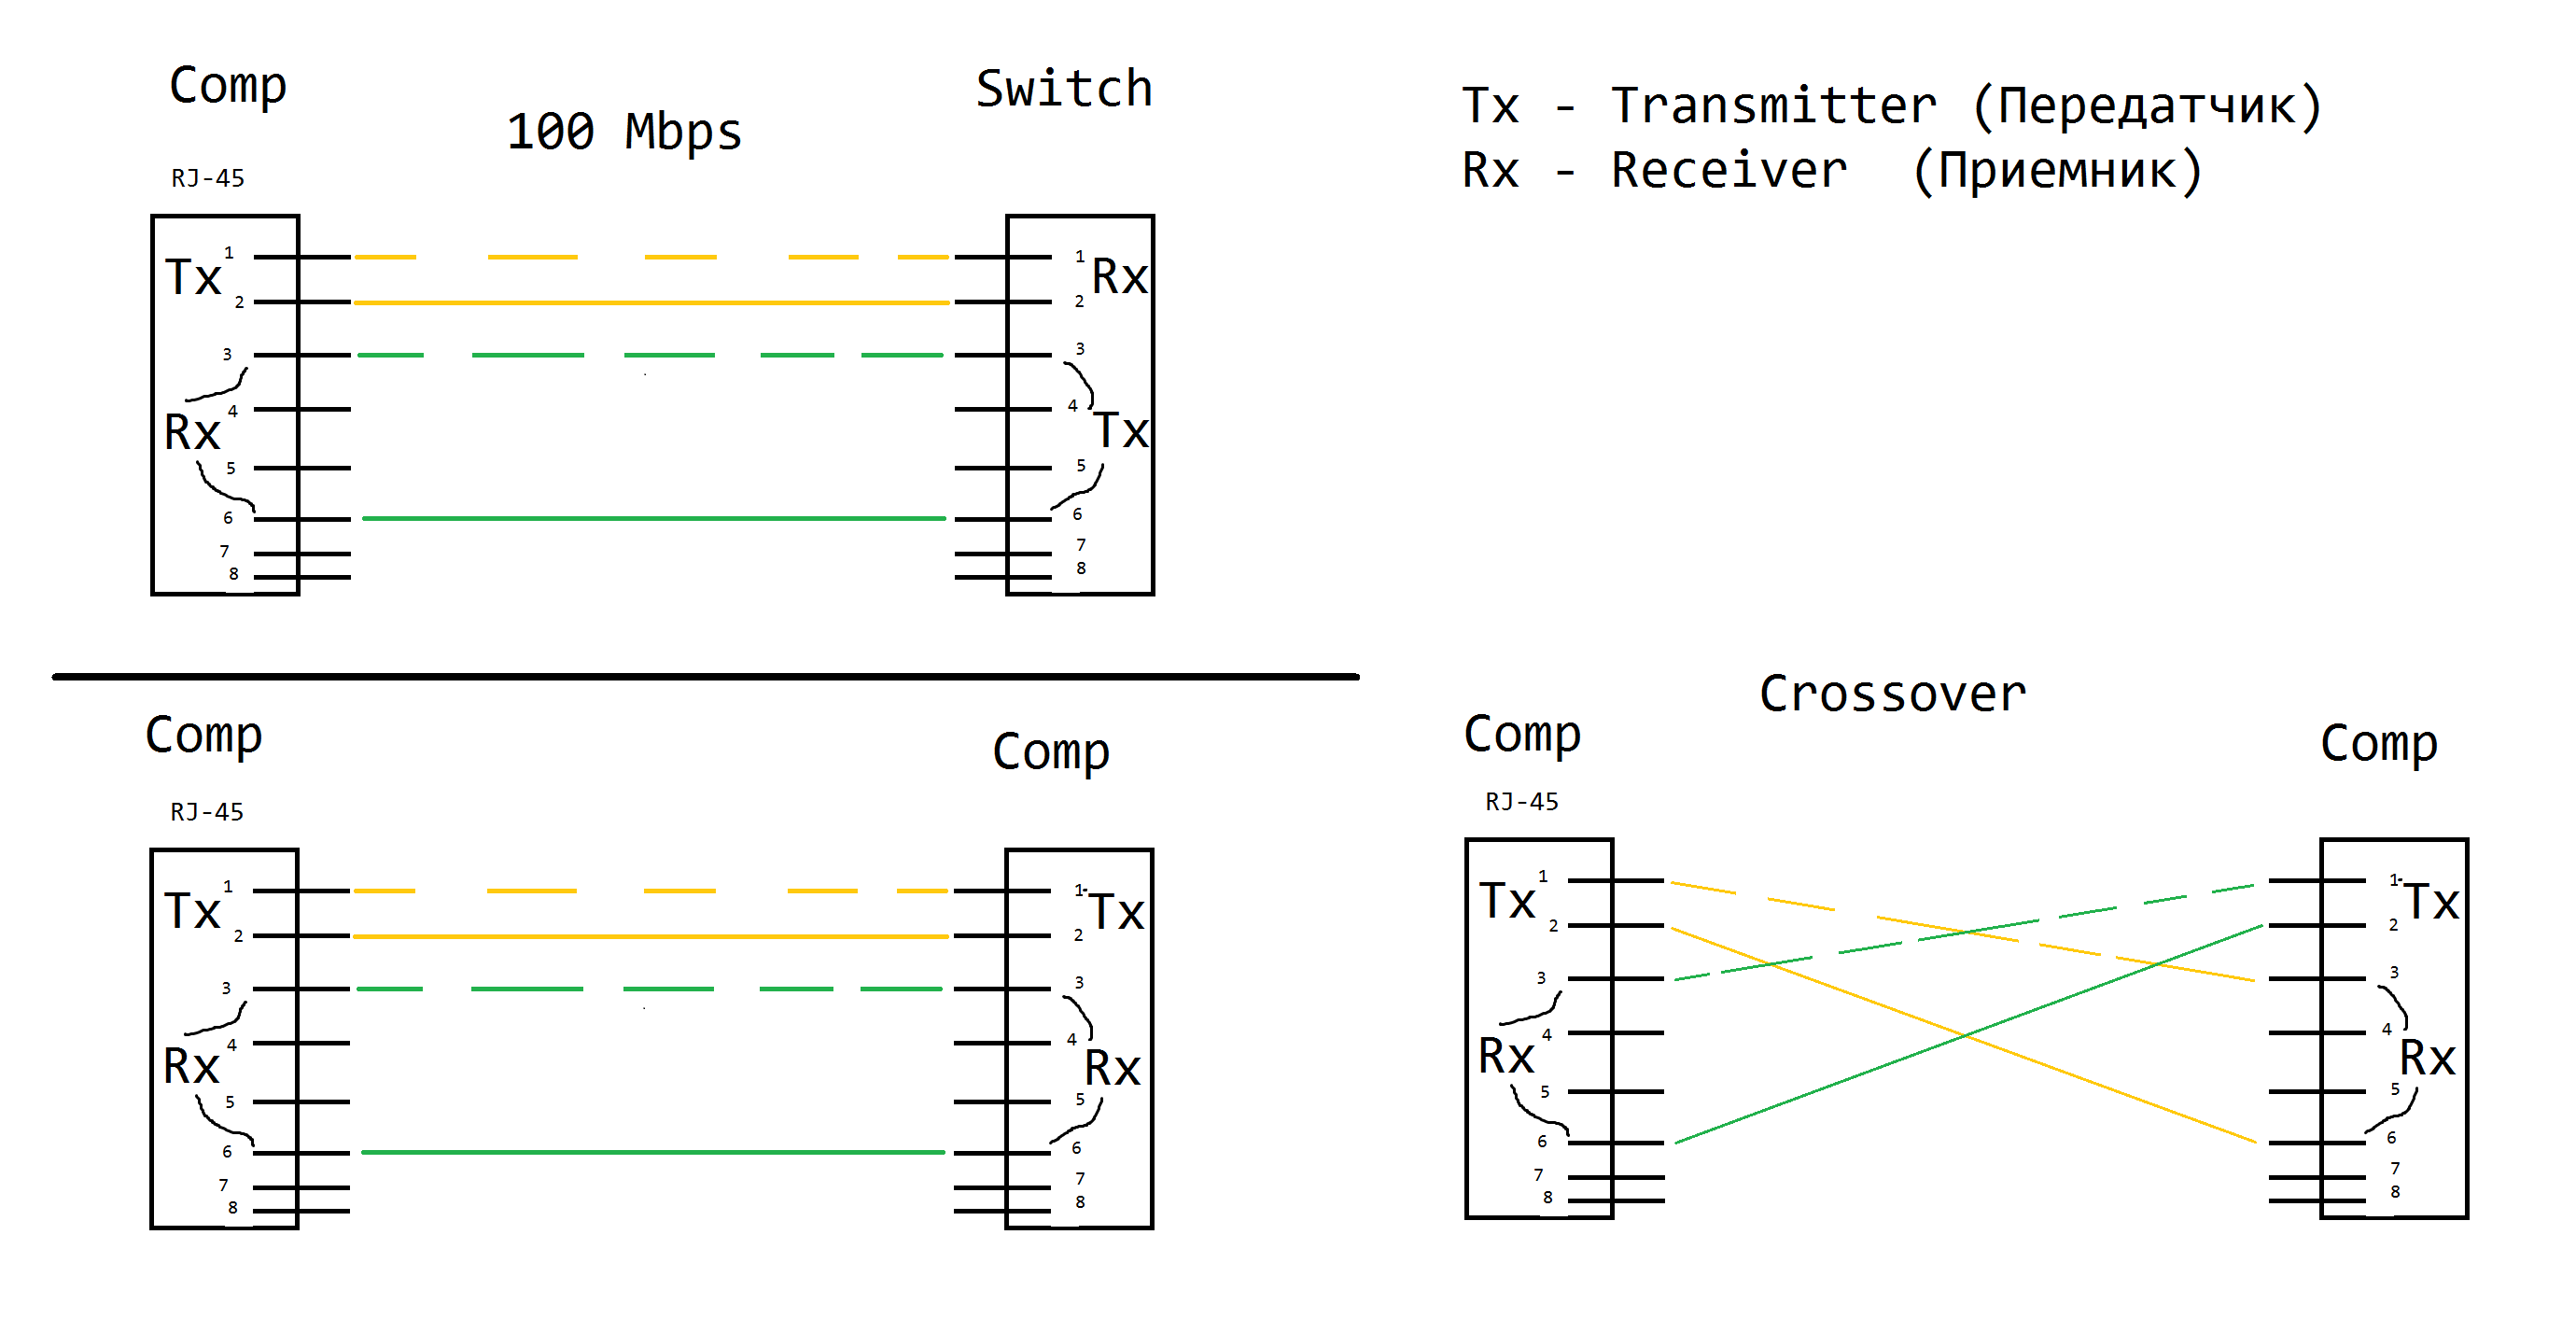 Comp
Switch
100 Mbps
Tx - Transmitter (Передатчик)
Rx - Receiver (Приемник)
RJ-45
Tx 1
2
3
Rx 4
5
6
7
8
1 Rx
2
3
4
Tx
5
6
7
8
Comp
Comp
RJ-45
Tx 1
2
3
Rx 4
5
6
7
8
1 Tx
2
3
4
Rx
5
6
7
8
Crossover
Comp
Comp
RJ-45
Tx 1
2
3
Rx 4
5
6
7
8
1 Tx
2
3
4
Rx
5
6
7
8